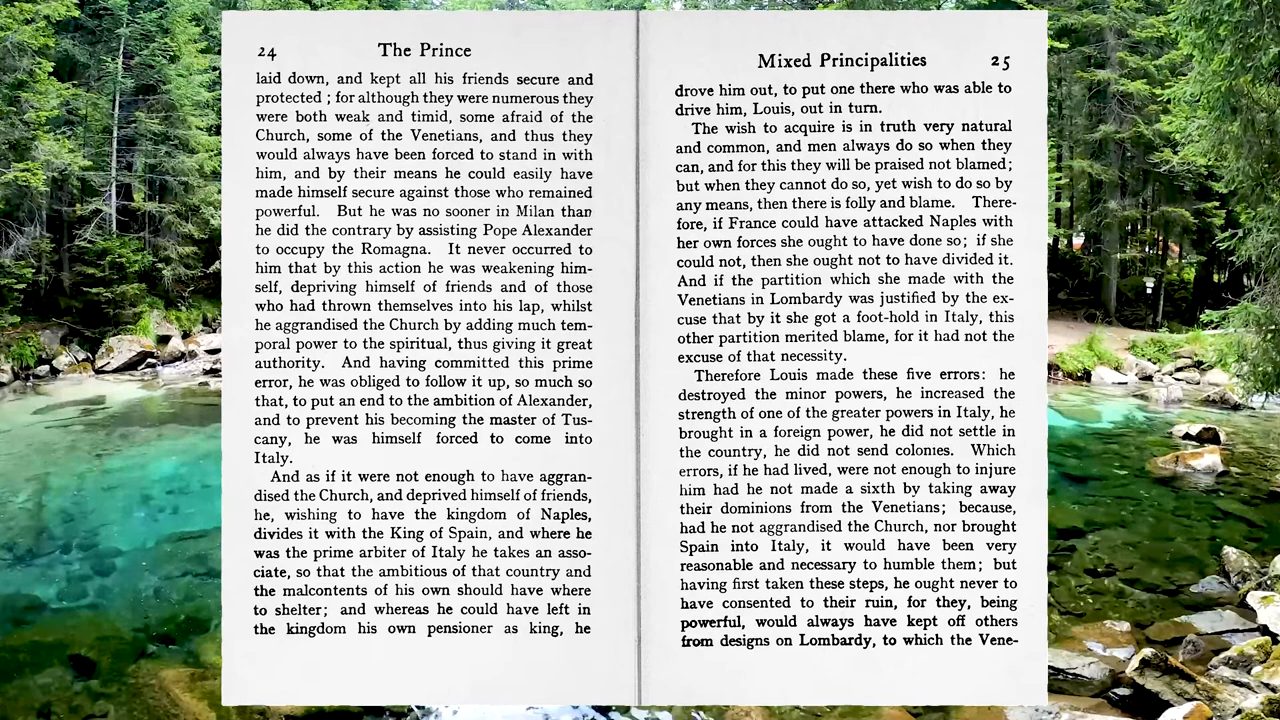 24 The Prince
laid down, and kept all his friends secure and
protected ; for although they were numerous they
were both weak and timid, some afraid of the
Church, some of the Venetians, and thus they
would always have been forced to stand in with
him, and by their means he could easily have
made himself secure against those who remained
powerful. But he was no sooner in Milan than
he did the contrary by assisting Pope Alexander
to occupy the Romagna. It never occurred to
him that by this action he was weakening him-
self, depriving himself of friends and of those
who had thrown themselves into his lap, whilst
he aggrandised the Church by adding much tem-
poral power to the spiritual, thus giving it great
authority. And having committed this prime
error, he was obliged to follow it up, so much so
that, to put an end to the ambition of Alexander,
and to prevent his becoming the master of Tus-
cany, he was himself forced to come into
Italy.
And as if it were not enough to have aggran-
dised the Church, and deprived himself of friends,
he, wishing to have the kingdom of Naples,
divides it with the King of Spain, and where he
was the prime arbiter of Italy he takes an asso-
ciate, so that the ambitious of that country and
the malcontents of his own should have where
to shelter; and whereas he could have left in
the kingdom his own pensioner as king, he
Mixed Principalities 25
drove him out, to put one there who was able to
drive him, Louis, out in turn.
The wish to acquire is in truth very natural
and common, and men always do so when they
can, and for this they will be praised not blamed;
but when they cannot do so, yet wish to do so by
any means, then there is folly and blame. There-
fore, if France could have attacked Naples with
her own forces she ought to have done so; if she
could not, then she ought not to have divided it.
And if the partition which she made with the
Venetians in Lombardy was justified by the ex-
cuse that by it she got a foot-hold in Italy, this
other partition merited blame, for it had not the
excuse of that necessity.
Therefore Louis made these five errors: he
destroyed the minor powers, he increased the
strength of one of the greater powers in Italy, he
brought in a foreign power, he did not settle in
the country, he did not send colonies. Which
errors, if he had lived, were not enough to injure
him had he not made a sixth by taking away
their dominions from the Venetians; because,
had he not aggrandised the Church, nor brought
Spain into Italy, it would have been very
reasonable and necessary to humble them; but
having first taken these steps, he ought never to
have consented to their ruin, for they, being
powerful, would always have kept off others
from designs on Lombardy, to which the Vene-